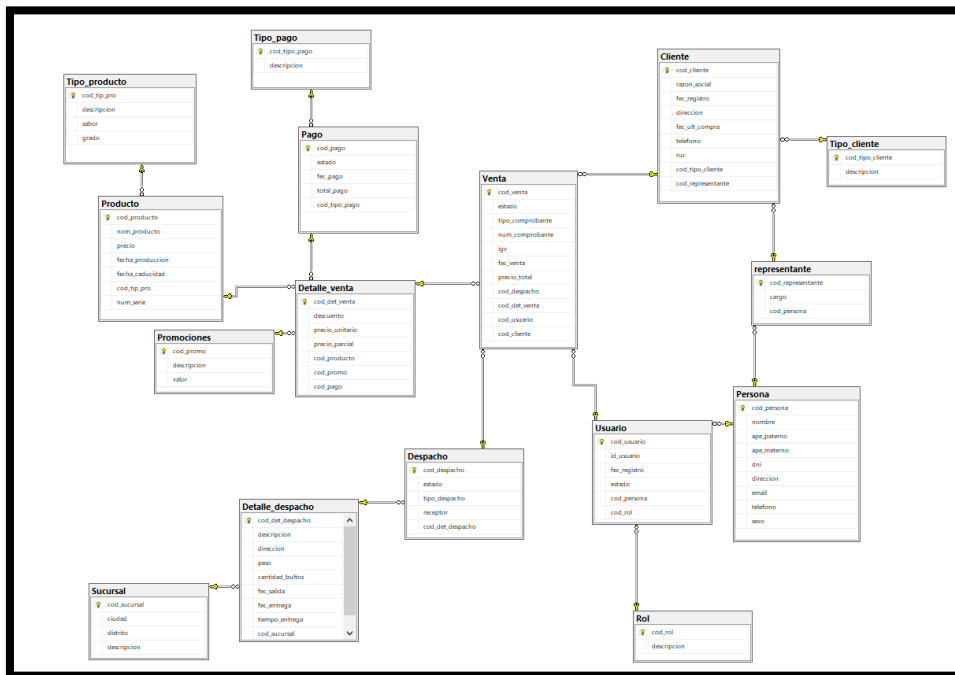 Tipo_pago
cod_tipo_pago
descripcion
Tipo_producto
cod_tip_pro
descripcion
sabor
grado
Cliente
cod_cliente
razon_social
fec_registro
direccion
fec_ult_compra
telefono
ruc
cod_tipo_cliente
cod_representante
Pago
cod_pago
estado
fec_pago
total_pago
cod_tipo_pago
Tipo_cliente
cod_tipo_cliente
descripcion
Venta
cod_venta
estado
tipo_comprobante
num_comprobante
igv
fec_venta
precio_total
cod_despacho
cod_det_venta
cod_usuario
cod_cliente
Producto
cod_producto
nom_producto
precio
fecha_produccion
fecha_caducidad
cod_tip_pro
num_serie
representante
cod_representante
cargo
cod_persona
Detalle_venta
cod_det_venta
descuento
precio_unitario
precio_parcial
cod_producto
cod_promo
cod_pago
Promociones
cod_promo
descripcion
valor
Persona
cod_persona
nombre
ape_paterno
ape_materno
dni
direccion
email
telefono
sexo
Usuario
cod_usuario
id_usuario
fec_registro
estado
cod_persona
cod_rol
Despacho
cod_despacho
estado
tipo_despacho
receptor
cod_det_despacho
Detalle_despacho
cod_det_despacho
descripcion
direccion
peso
cantidad_bultos
fec_salida
fec_entrega
tiempo_entrega
cod_sucursal
Sucursal
cod_sucursal
ciudad
distrito
descripcion
Rol
cod_rol
descripcion